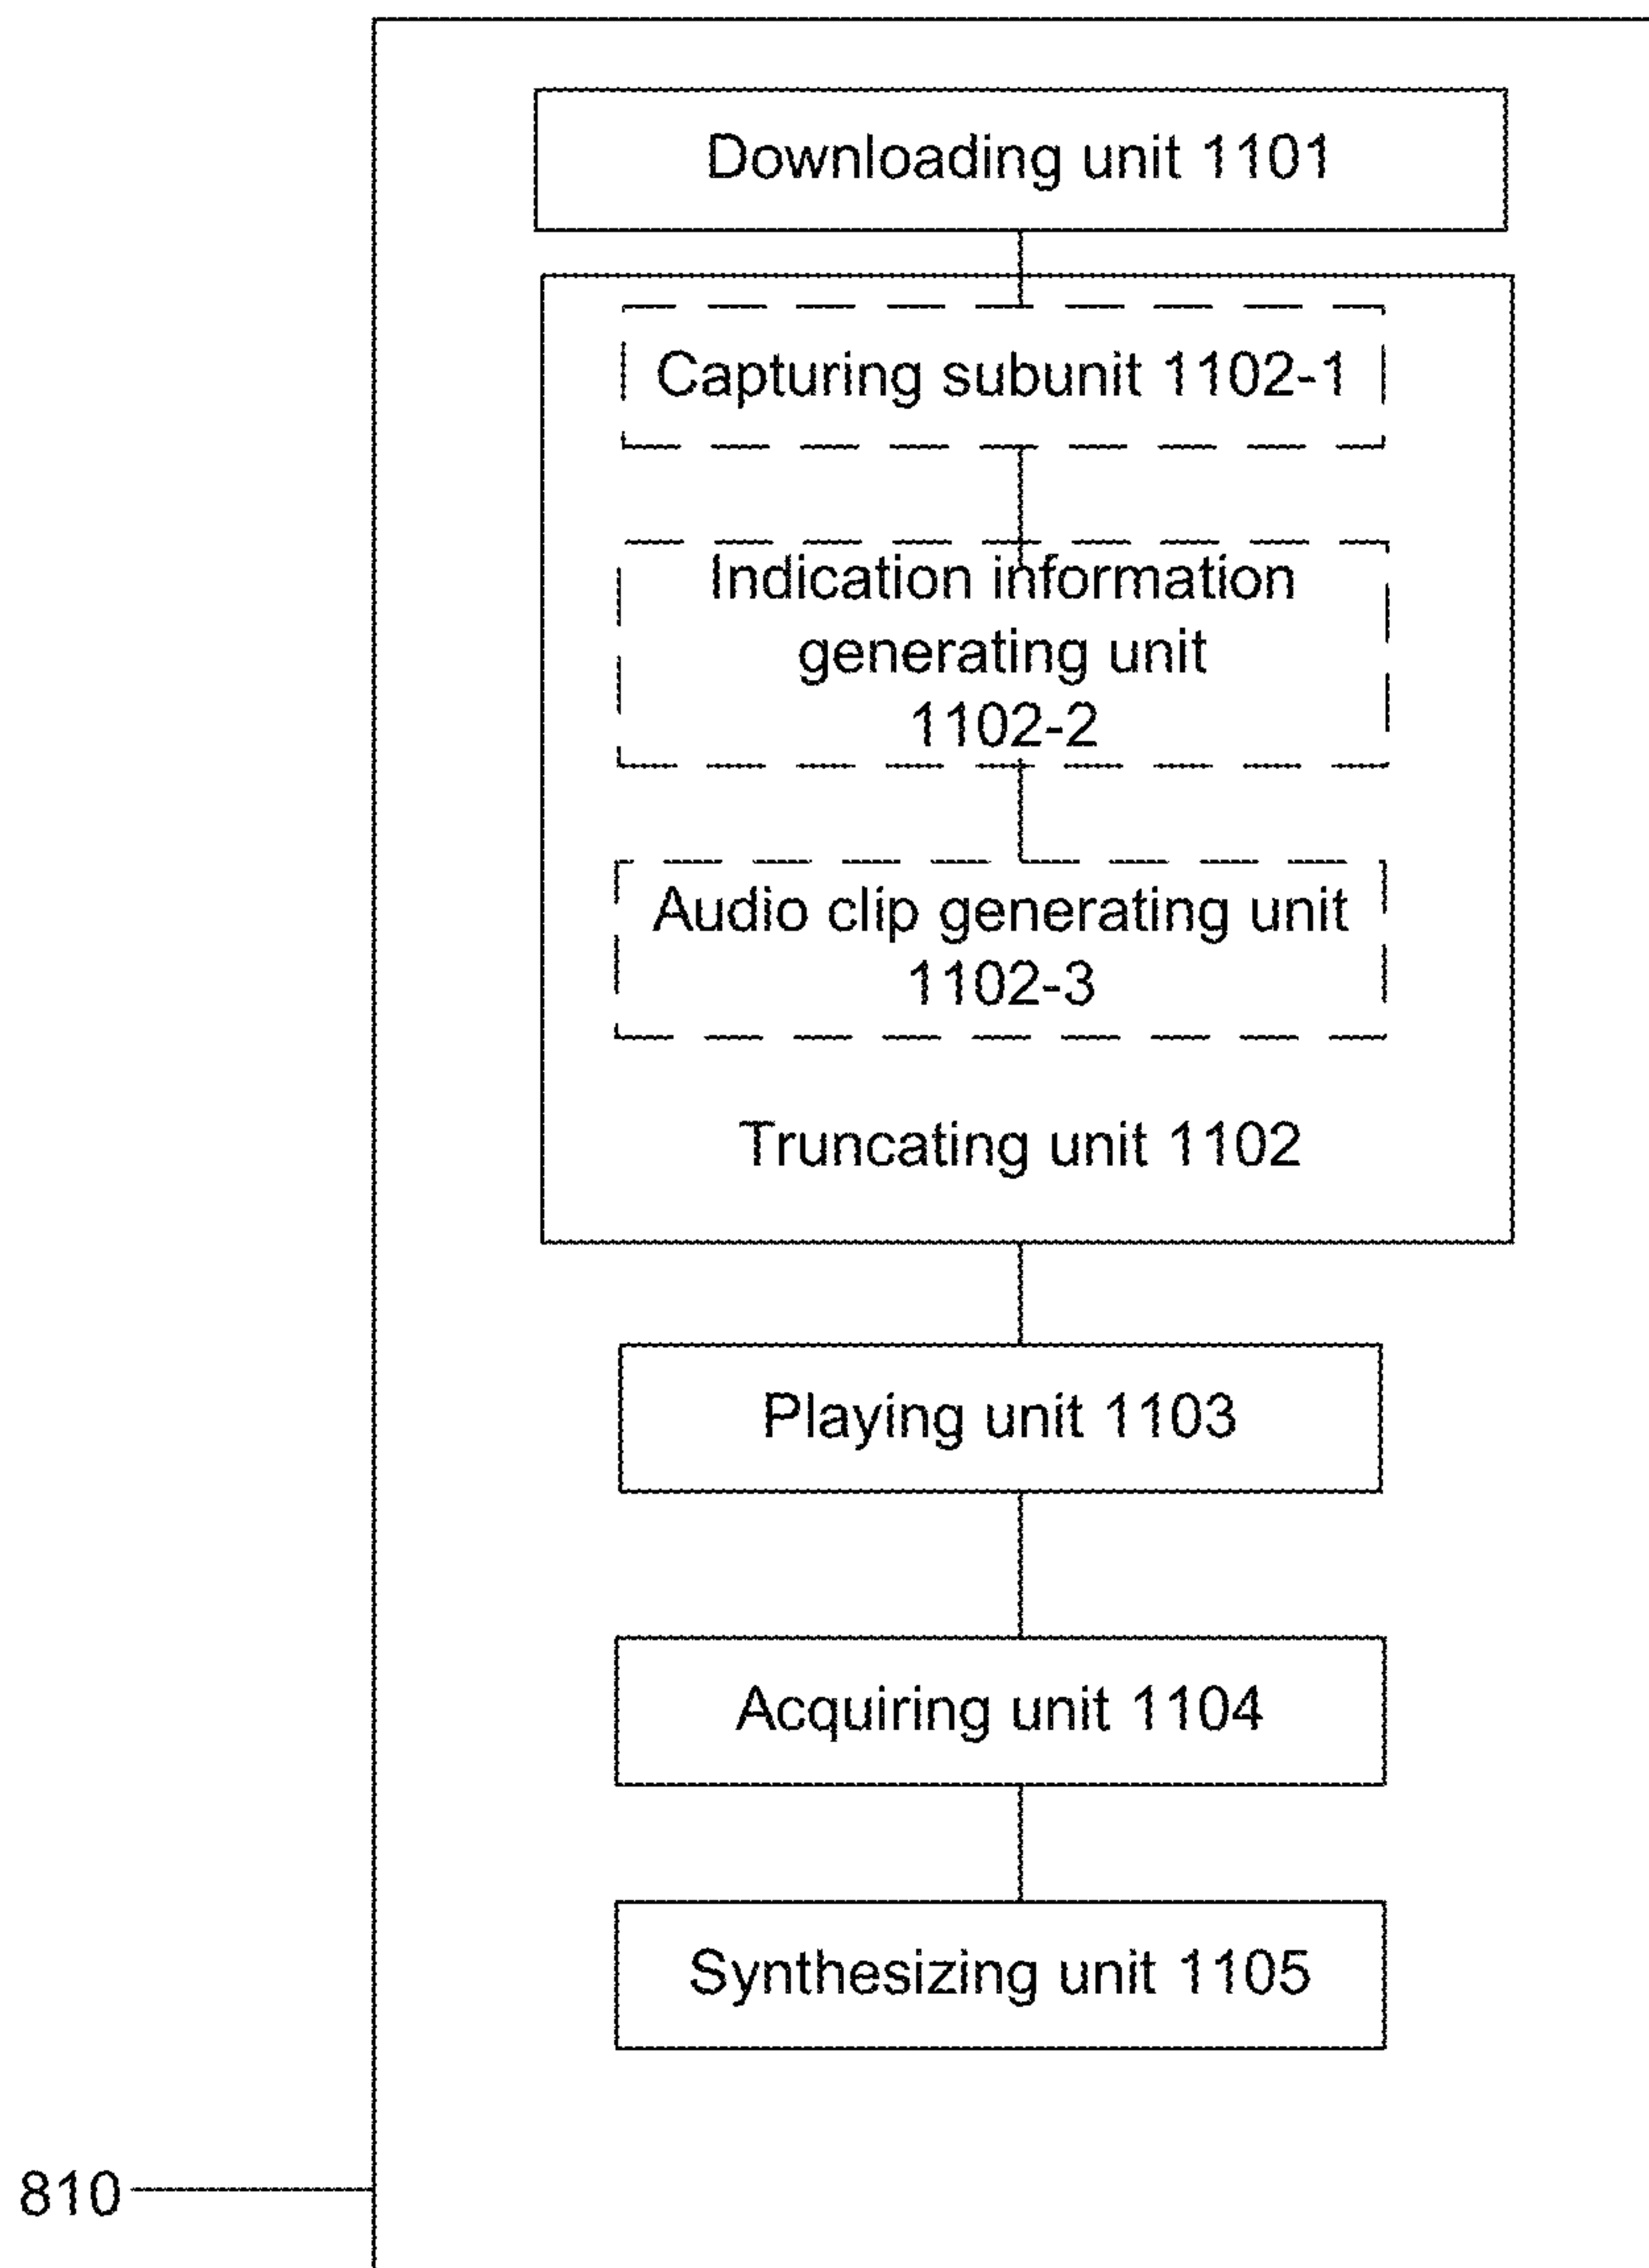 Downloading unit 1101
Capturing subunit 1102-1
Indication information
generating unit
1102-2
Audio clip generating unit
1102-3
Truncating unit 1102
Playing unit 1103
Acquiring unit 1104
Synthesizing unit 1105
810